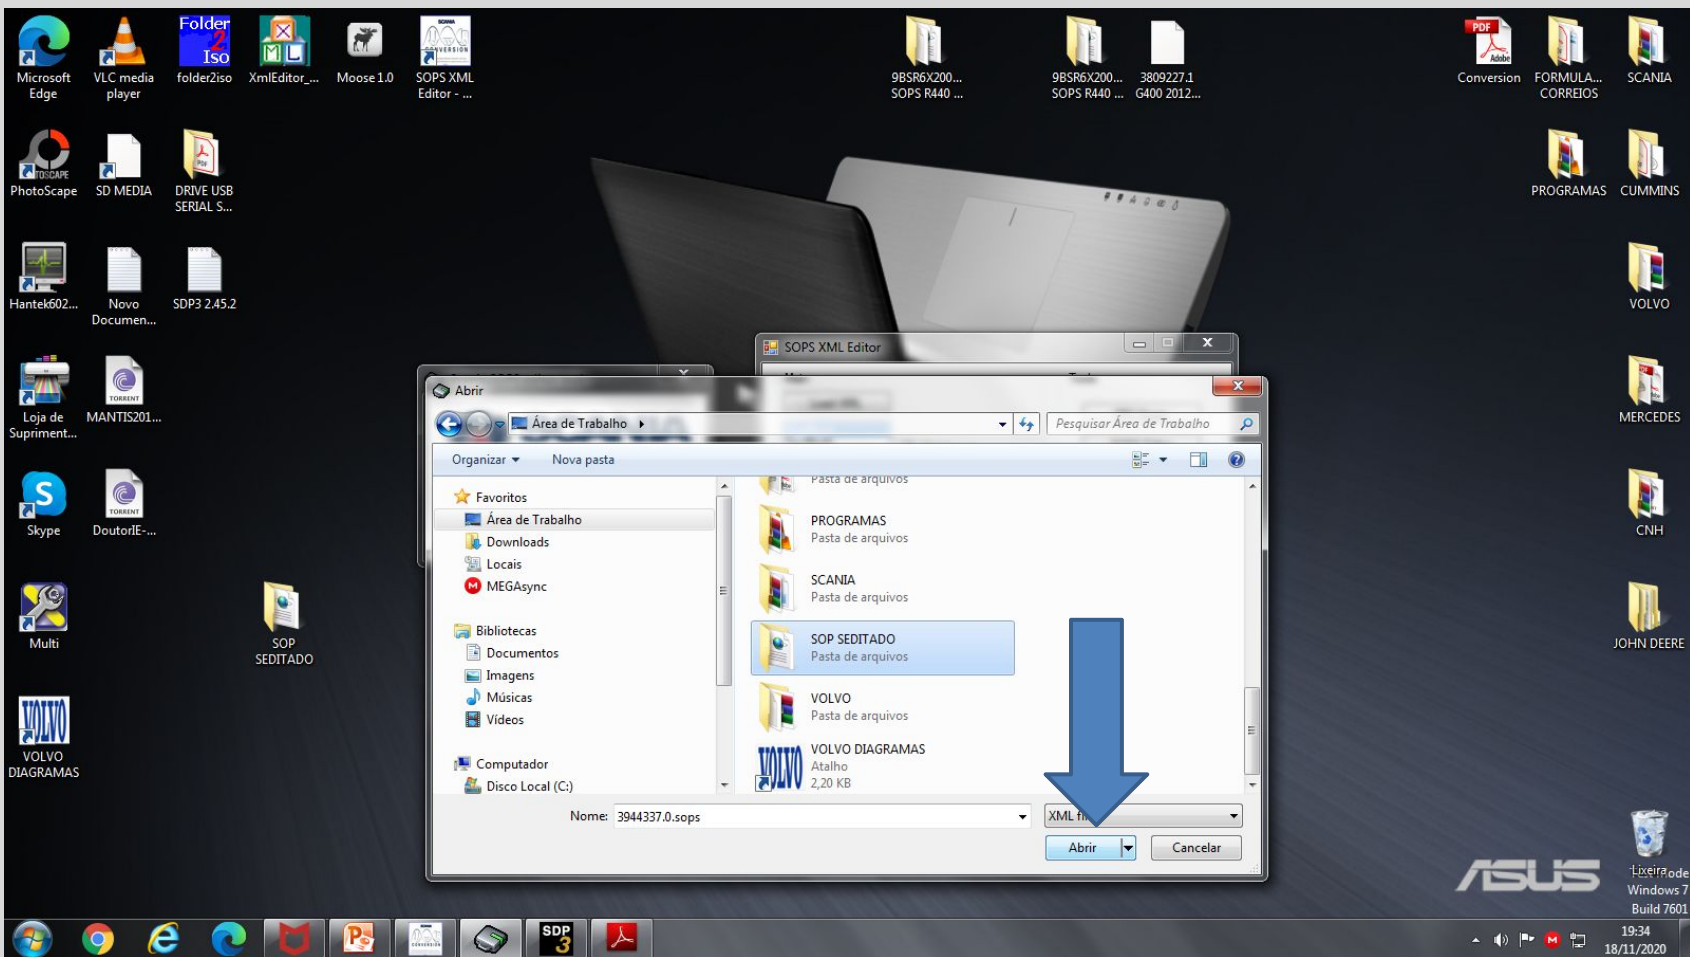 Folder
2
Iso
Microsoft
Edge
VLC media
player
folder2iso
XmlEditor_...
Moose 1.0
SOPS XML
Editor - ...
9BSR6X200...
SOPS R440 ...
9BSR6X200...
SOPS R440 ...
3809227.1
G400 2012...
Conversion
FORMULA...
CORREIOS
SCANIA
PhotoScape
SD MEDIA
DRIVE USB
SERIAL S...
PROGRAMAS
CUMMINS
Hantek602...
Novo
Documen...
SDP3 2.45.2
VOLVO
Loja de
Supriment...
MANTIS201...
MERCEDES
Skype
DoutorIE-...
CNH
Multi
SOP
SEDITADO
JOHN DEERE
VOLVO
VOLVO
DIAGRAMAS
SOPS XML Editor
Abrir
Área de Trabalho
Pesquisar Área de Trabalho
Organizar
Nova pasta
Favoritos
Área de Trabalho
Downloads
Locais
MEGAsync
Bibliotecas
Documentos
Imagens
Músicas
Vídeos
Computador
Disco Local (C:)
Pasta de arquivos
PROGRAMAS
Pasta de arquivos
SCANIA
Pasta de arquivos
SOP SEDITADO
Pasta de arquivos
VOLVO
Pasta de arquivos
VOLVO DIAGRAMAS
Atalho
2,20 KB
Nome: 3944337.0.sops
XML fi
Abrir
Cancelar
ASUS
Lixeira
Windows 7
Build 7601
SDP
3
19:34
18/11/2020